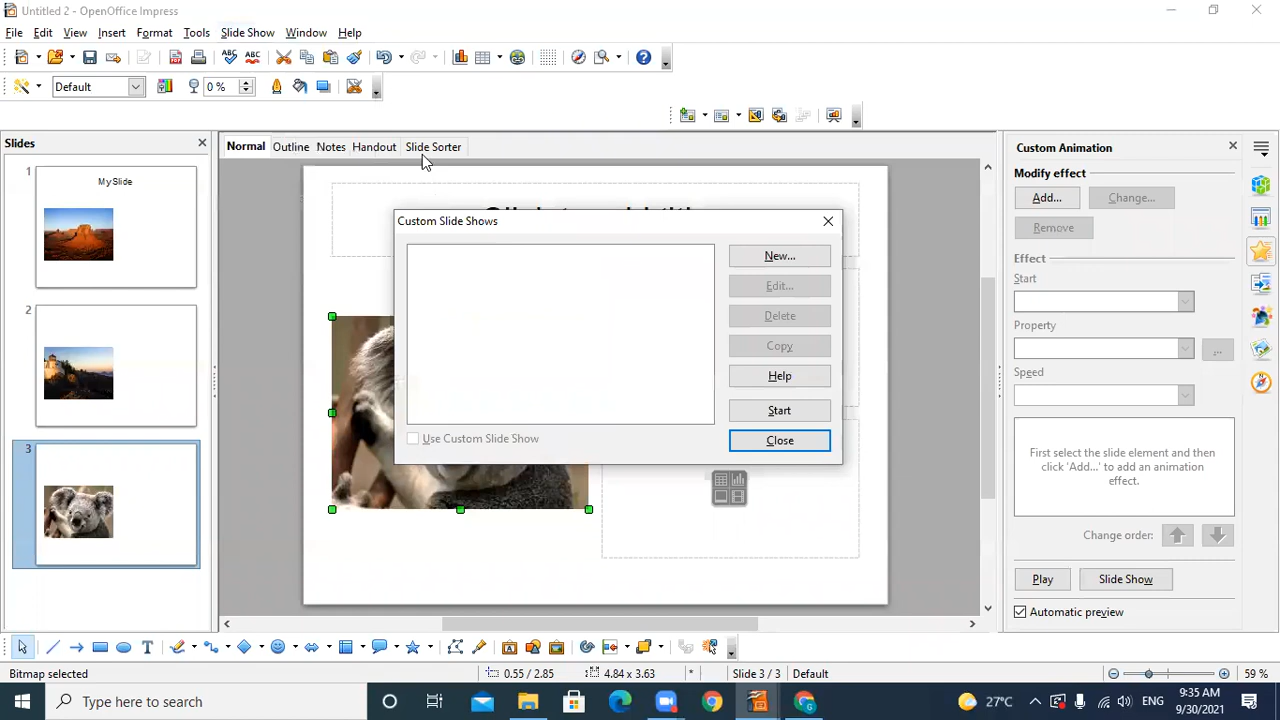 Untitled 2 - OpenOffice Impress
File Edit View Insert Format Tools Slide Show Window Help
Default
0 %
Slides
Normal Outline Notes Handout Slide Sorter
1
MySlide
2
3
Custom Slide Shows
New...
Edit...
Delete
Copy
Help
Start
Close
Use Custom Slide Show
Custom Animation
Modify effect
Add... Change...
Remove
Effect
Start
Property
...
Speed
First select the slide element and then
click 'Add...' to add an animation
effect.
Change order:
Play Slide Show
Automatic preview
Bitmap selected
0.55 / 2.85
4.84 x 3.63
*
Slide 3 / 3
Default
59 %
Type here to search
27°C
ENG
9:35 AM
9/30/2021